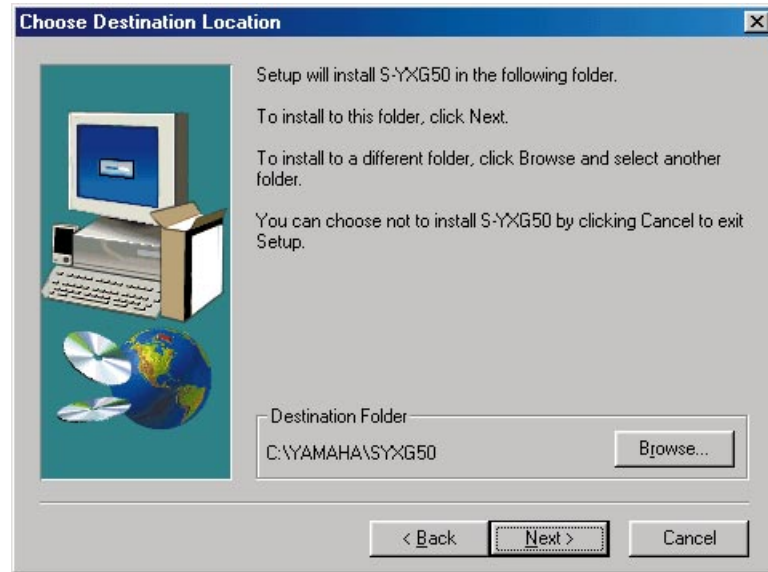 Choose Destination Location
Setup will install S-YXG50 in the following folder.
To install to this folder, click Next.
To install to a different folder, click Browse and select another
folder.
You can choose not to install S-YXG50 by clicking Cancel to exit
Setup.
Destination Folder
C:\YAMAHA\SYXG50
Browse...
< Back
Next >
Cancel